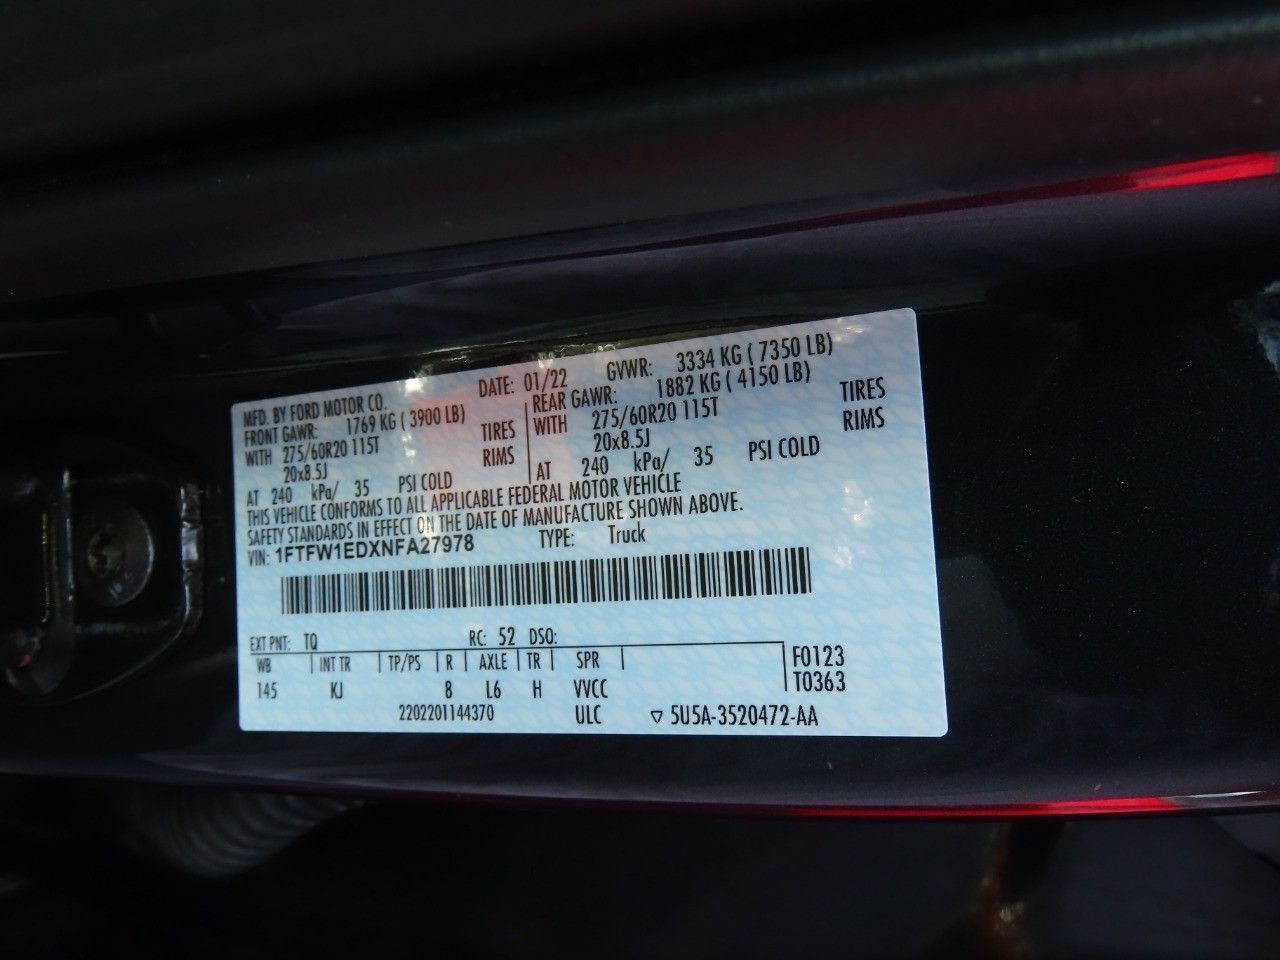 MFD. BY FORD MOTOR CO.
DATE: 01/22 GVWR: 3334 KG ( 7350 LB)
FRONT GAWR: 1769 KG ( 3900 LB) REAR GAWR: 1882 KG ( 4150 LB)
WITH 275/60R20 115T TIRES WITH 275/60R20 115T TIRES
20x8.5J RIMS 20x8.5J RIMS
AT 240 kPa/ 35 PSI COLD AT 240 kPa/ 35 PSI COLD
THIS VEHICLE CONFORMS TO ALL APPLICABLE FEDERAL MOTOR VEHICLE
SAFETY STANDARDS IN EFFECT ON THE DATE OF MANUFACTURE SHOWN ABOVE.
VIN: 1FTFW1EDXNFA27978 TYPE: Truck
EXT PNT: TQ RC: 52 DSO:
WB INT TR TP/PS R AXLE TR SPR F0123
145 KJ 8 L6 H VVCC T0363
2202201144370 ULC ▽ 5U5A-3520472-AA